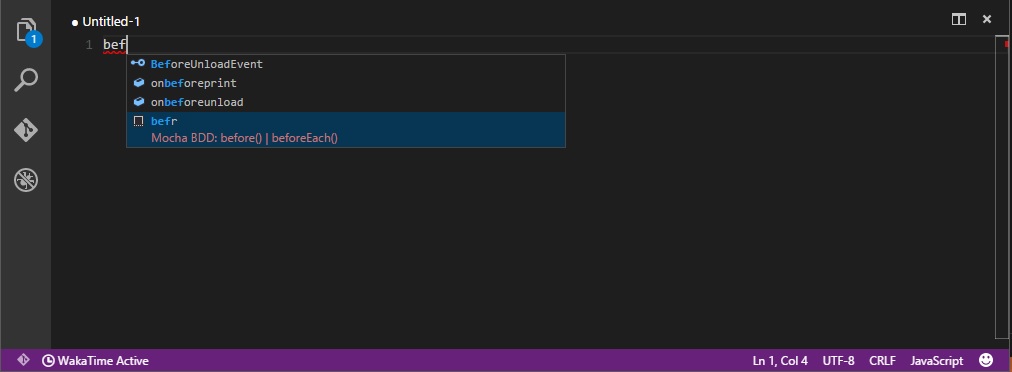 ● Untitled-1
1
1 bef
BeforeUnloadEvent
onbeforeprint
onbeforeunload
befr
Mocha BDD: before() | beforeEach()
WakaTime Active Ln 1, Col 4 UTF-8 CRLF JavaScript